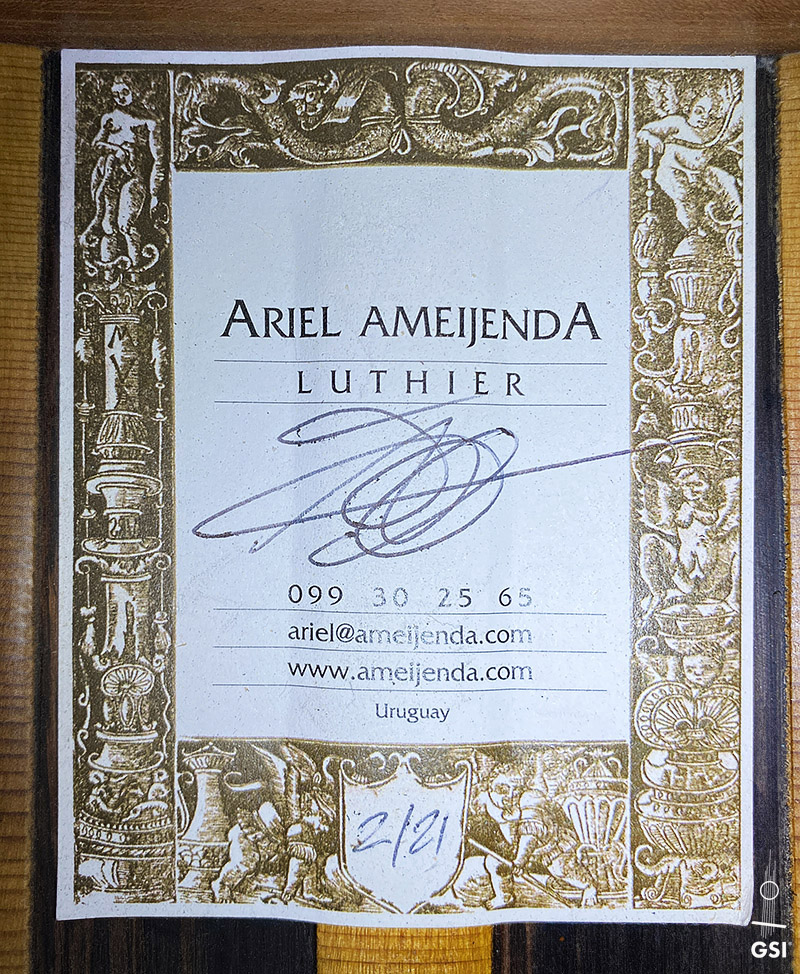 ARIEL AMEIJENDA
LUTHIER
099 30 25 65
ariel@ameijenda.com
www.ameijenda.com
Uruguay
2/21
GSI